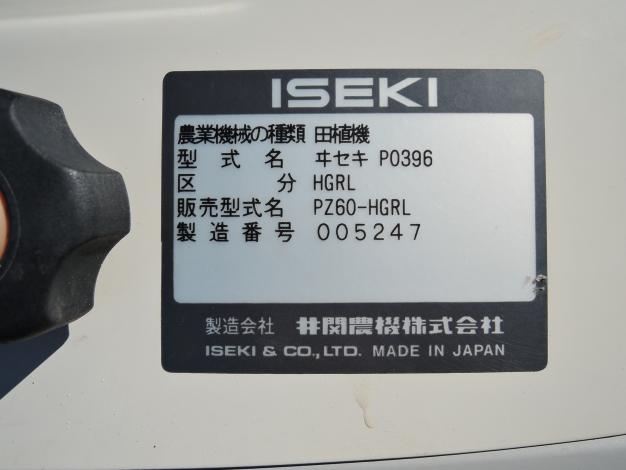 ISEKI
農業機械の種類 田植機
型式名 ヰセキ P0396
区分 HGRL
販売型式名 PZ60-HGRL
製造番号 005247
製造会社 井関農機株式会社
ISEKI & CO.,LTD. MADE IN JAPAN